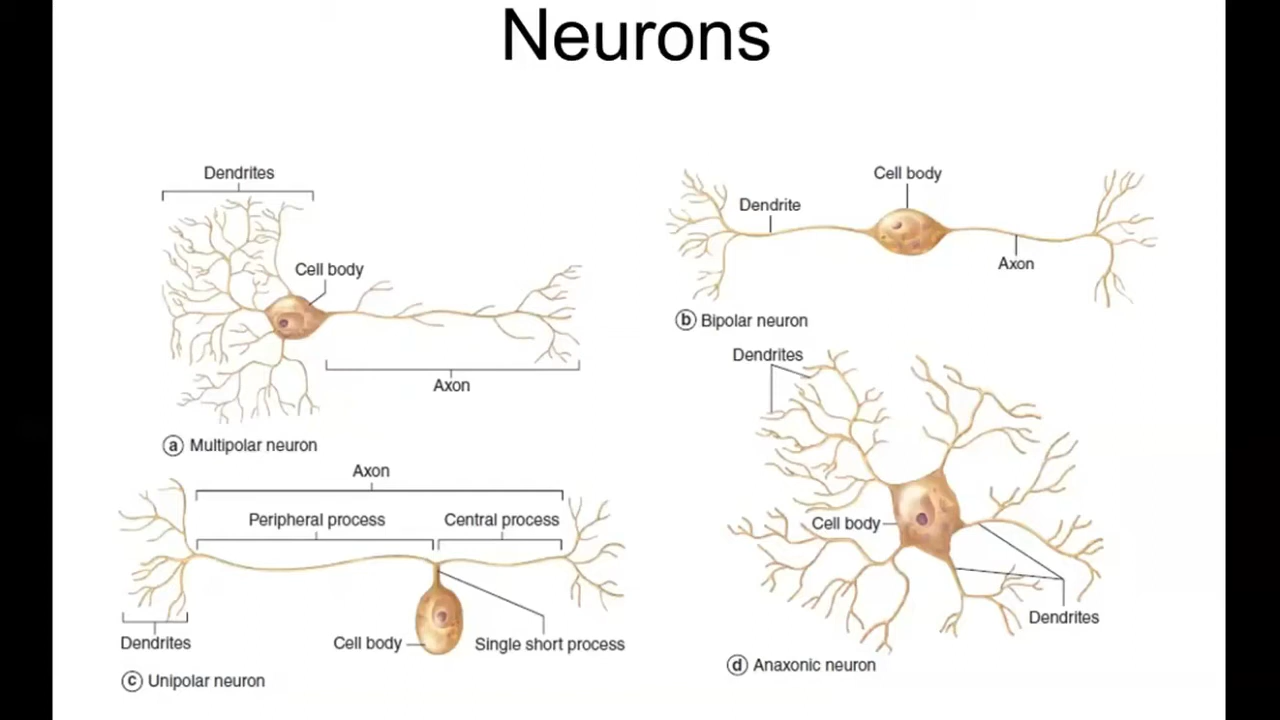 Neurons
Dendrites
Cell body
Axon
ⓐ Multipolar neuron
Cell body
Dendrite
Axon
ⓑ Bipolar neuron
Axon
Peripheral process
Central process
Dendrites
Cell body
Single short process
ⓒ Unipolar neuron
Dendrites
Cell body
Dendrites
ⓓ Anaxonic neuron